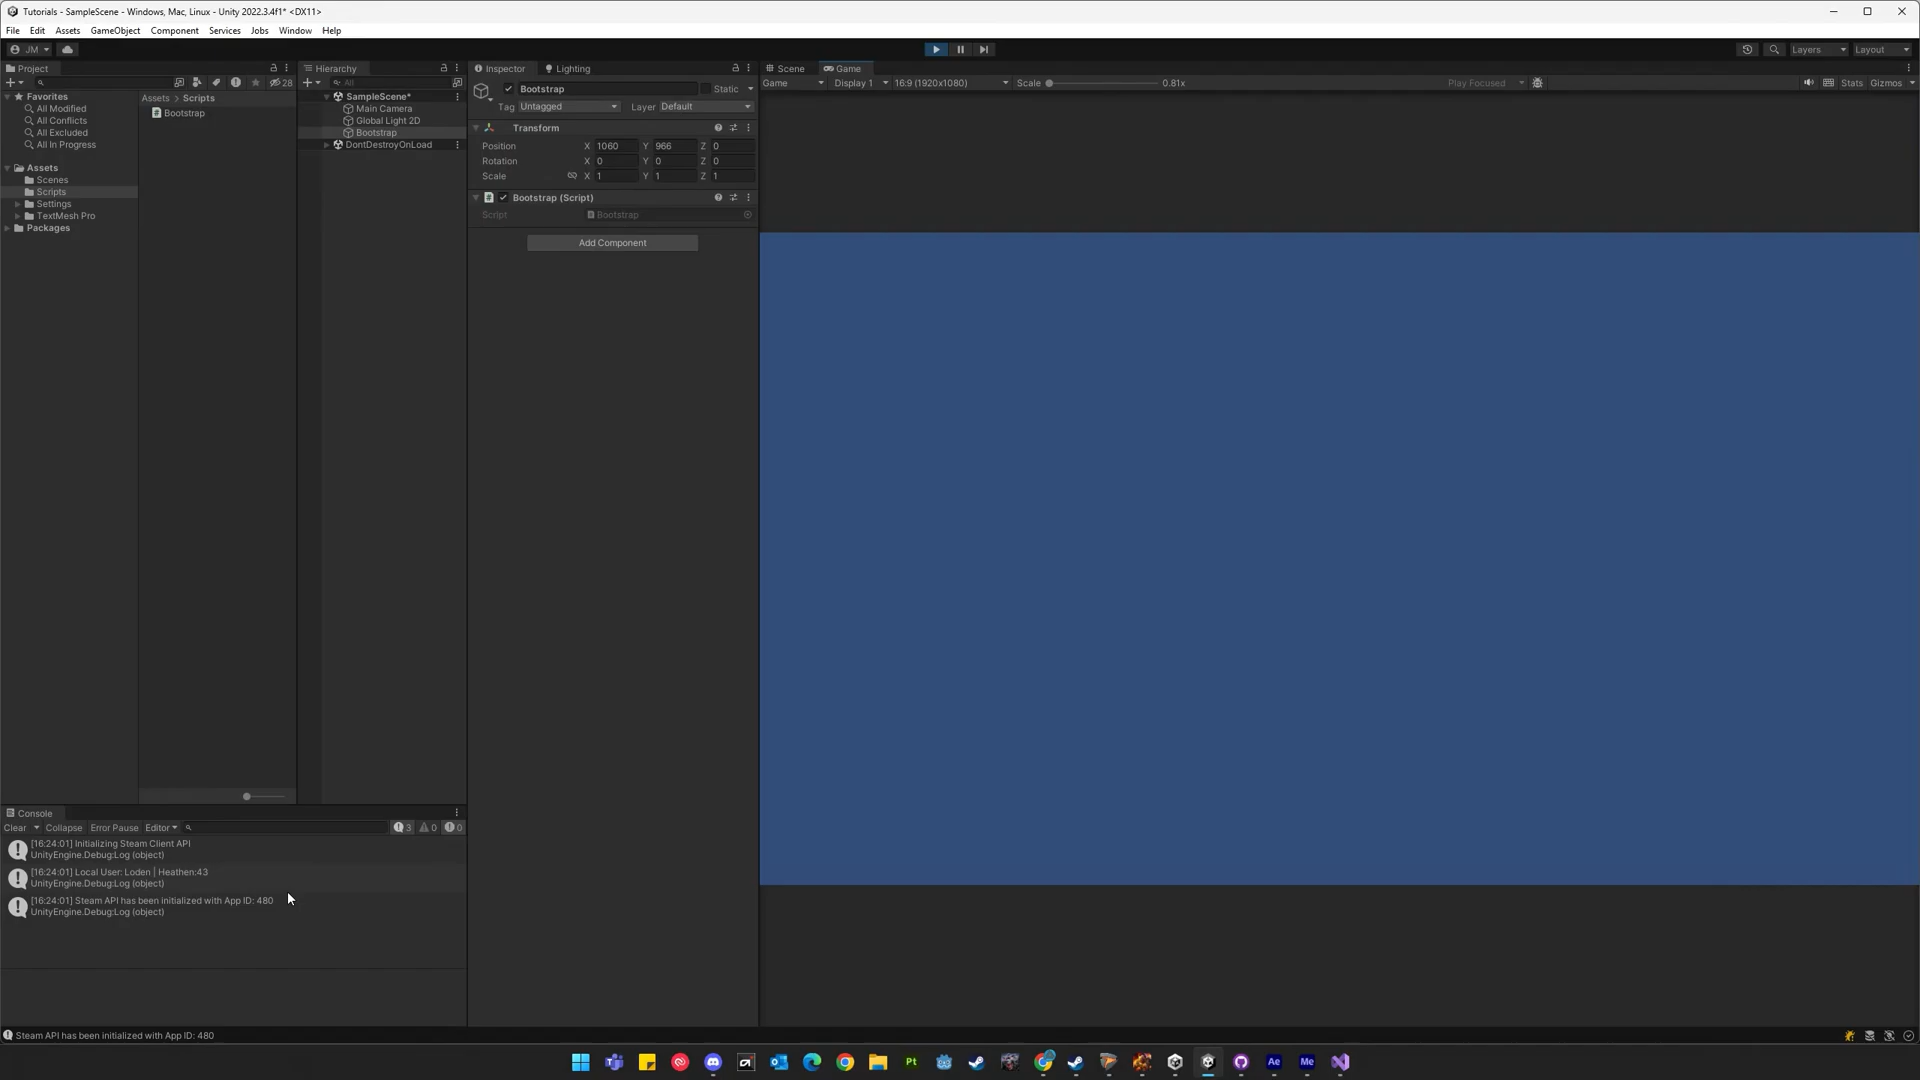 Tutorials - SampleScene - Windows, Mac, Linux - Unity 2022.3.4f1* <DX11>
File Edit Assets GameObject Component Services Jobs Window Help
JM
Layers
Layout
Project
28
Favorites
All Modified
All Conflicts
All Excluded
All In Progress
Assets
Scenes
Scripts
Settings
TextMesh Pro
Packages
Assets > Scripts
Bootstrap
Hierarchy
All
SampleScene*
Main Camera
Global Light 2D
Bootstrap
DontDestroyOnLoad
Inspector
Lighting
Bootstrap
Static
Tag Untagged
Layer Default
Transform
Position X 1060 Y 966 Z 0
Rotation X 0 Y 0 Z 0
Scale X 1 Y 1 Z 1
Bootstrap (Script)
Script Bootstrap
Add Component
Scene
Game
Game
Display 1
16:9 (1920x1080)
Scale 0.81x
Play Focused
Stats
Gizmos
Console
Clear Collapse Error Pause Editor
3 0 0
[16:24:01] Initializing Steam Client API
UnityEngine.Debug:Log (object)
[16:24:01] Local User: Loden | Heathen:43
UnityEngine.Debug:Log (object)
[16:24:01] Steam API has been initialized with App ID: 480
UnityEngine.Debug:Log (object)
Steam API has been initialized with App ID: 480
Pt
Ae
Me